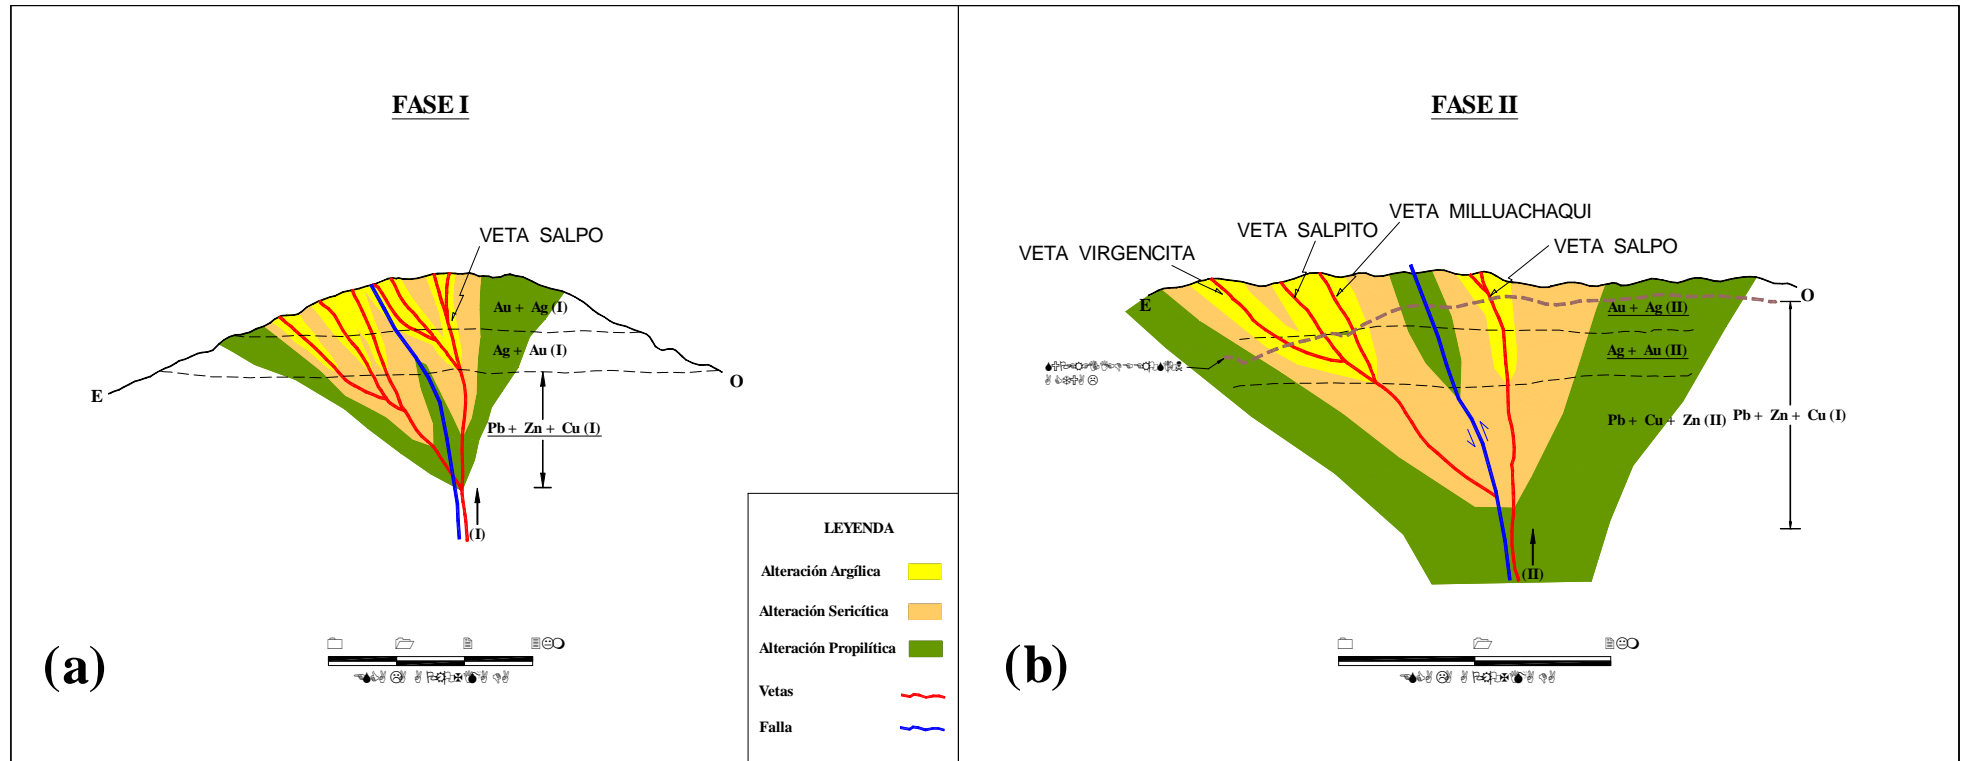 FASE I
VETA SALPO
Au + Ag (I)
Ag + Au (I)
E
O
Pb + Zn + Cu (I)
(I)
(a)
LEYENDA
Alteración Argílica
Alteración Sericítica
Alteración Propilítica
Vetas
Falla
FASE II
VETA MILLUACHAQUI
VETA SALPITO
VETA VIRGENCITA
VETA SALPO
E
O
Au + Ag (II)
Ag + Au (II)
Pb + Cu + Zn (II)
Pb + Zn + Cu (I)
(II)
(b)